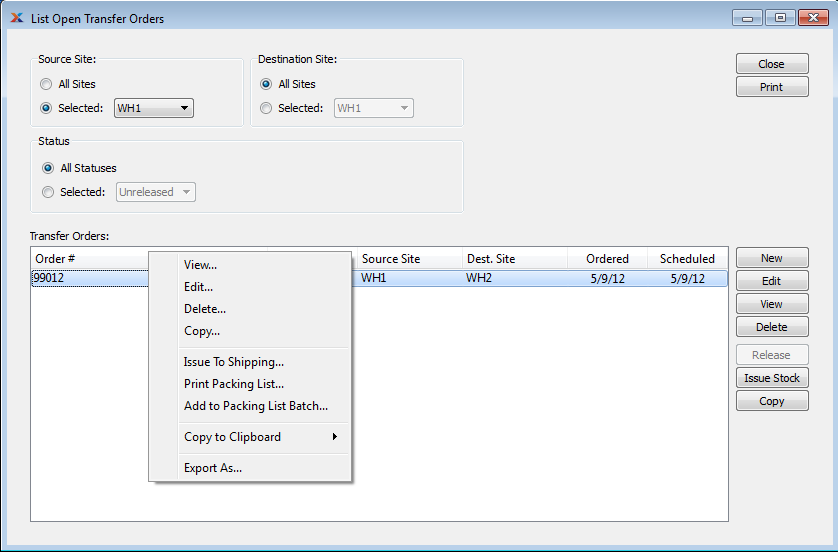 List Open Transfer Orders
Source Site:
All Sites
Selected: WH1
Destination Site:
All Sites
Selected: WH1
Close
Print
Status
All Statuses
Selected: Unreleased
Transfer Orders:
Order # Source Site Dest. Site Ordered Scheduled
99012 WH1 WH2 5/9/12 5/9/12
View...
Edit...
Delete...
Copy...
Issue To Shipping...
Print Packing List...
Add to Packing List Batch...
Copy to Clipboard
Export As...
New
Edit
View
Delete
Release
Issue Stock
Copy